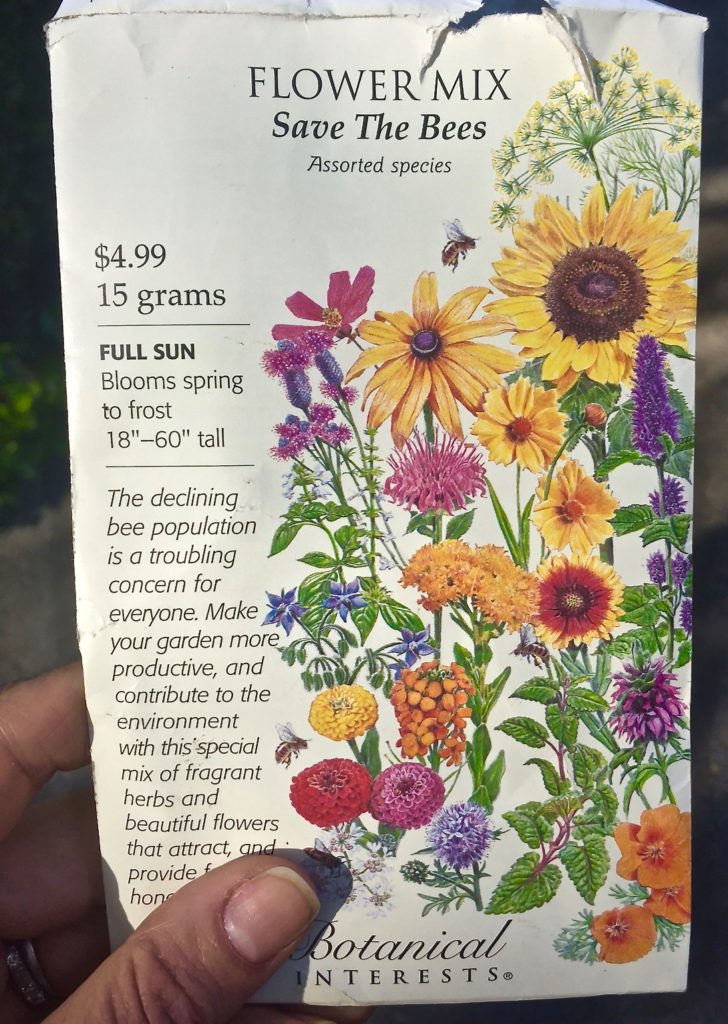 FLOWER MIX
Save The Bees
Assorted species
$4.99
15 grams
FULL SUN
Blooms spring
to frost
18"–60" tall
The declining
bee population
is a troubling
concern for
everyone. Make
your garden more
productive, and
contribute to the
environment
with this special
mix of fragrant
herbs and
beautiful flowers
that attract, and
provide
Botanical
INTERESTS®